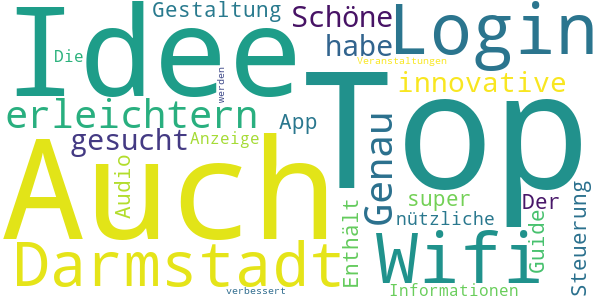 Idee
Gestaltung
Schöne
Login
Die
habe
Veranstaltungen
werden
innovative
erleichtern
Top
gesucht
Anzeige
App
Genau
Auch
Audio
Enthält
super
Der
nützliche
Guide
Steuerung
Darmstadt
Wifi
verbessert
Informationen